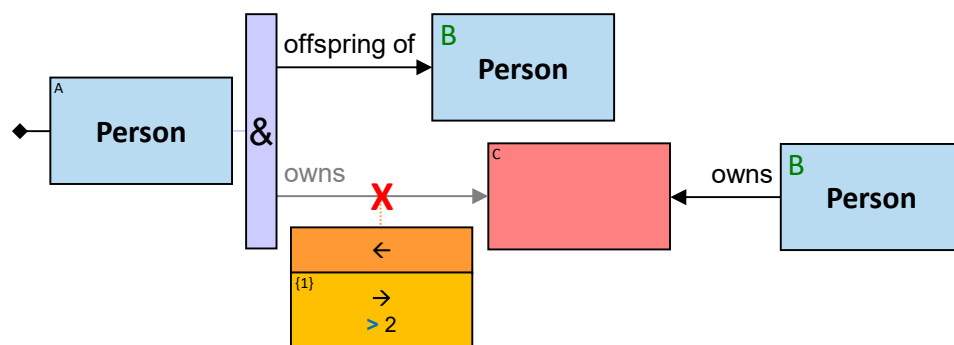 A
Person
&
offspring of
B
Person
owns
X
C
owns
B
Person
←
{1}
→
> 2